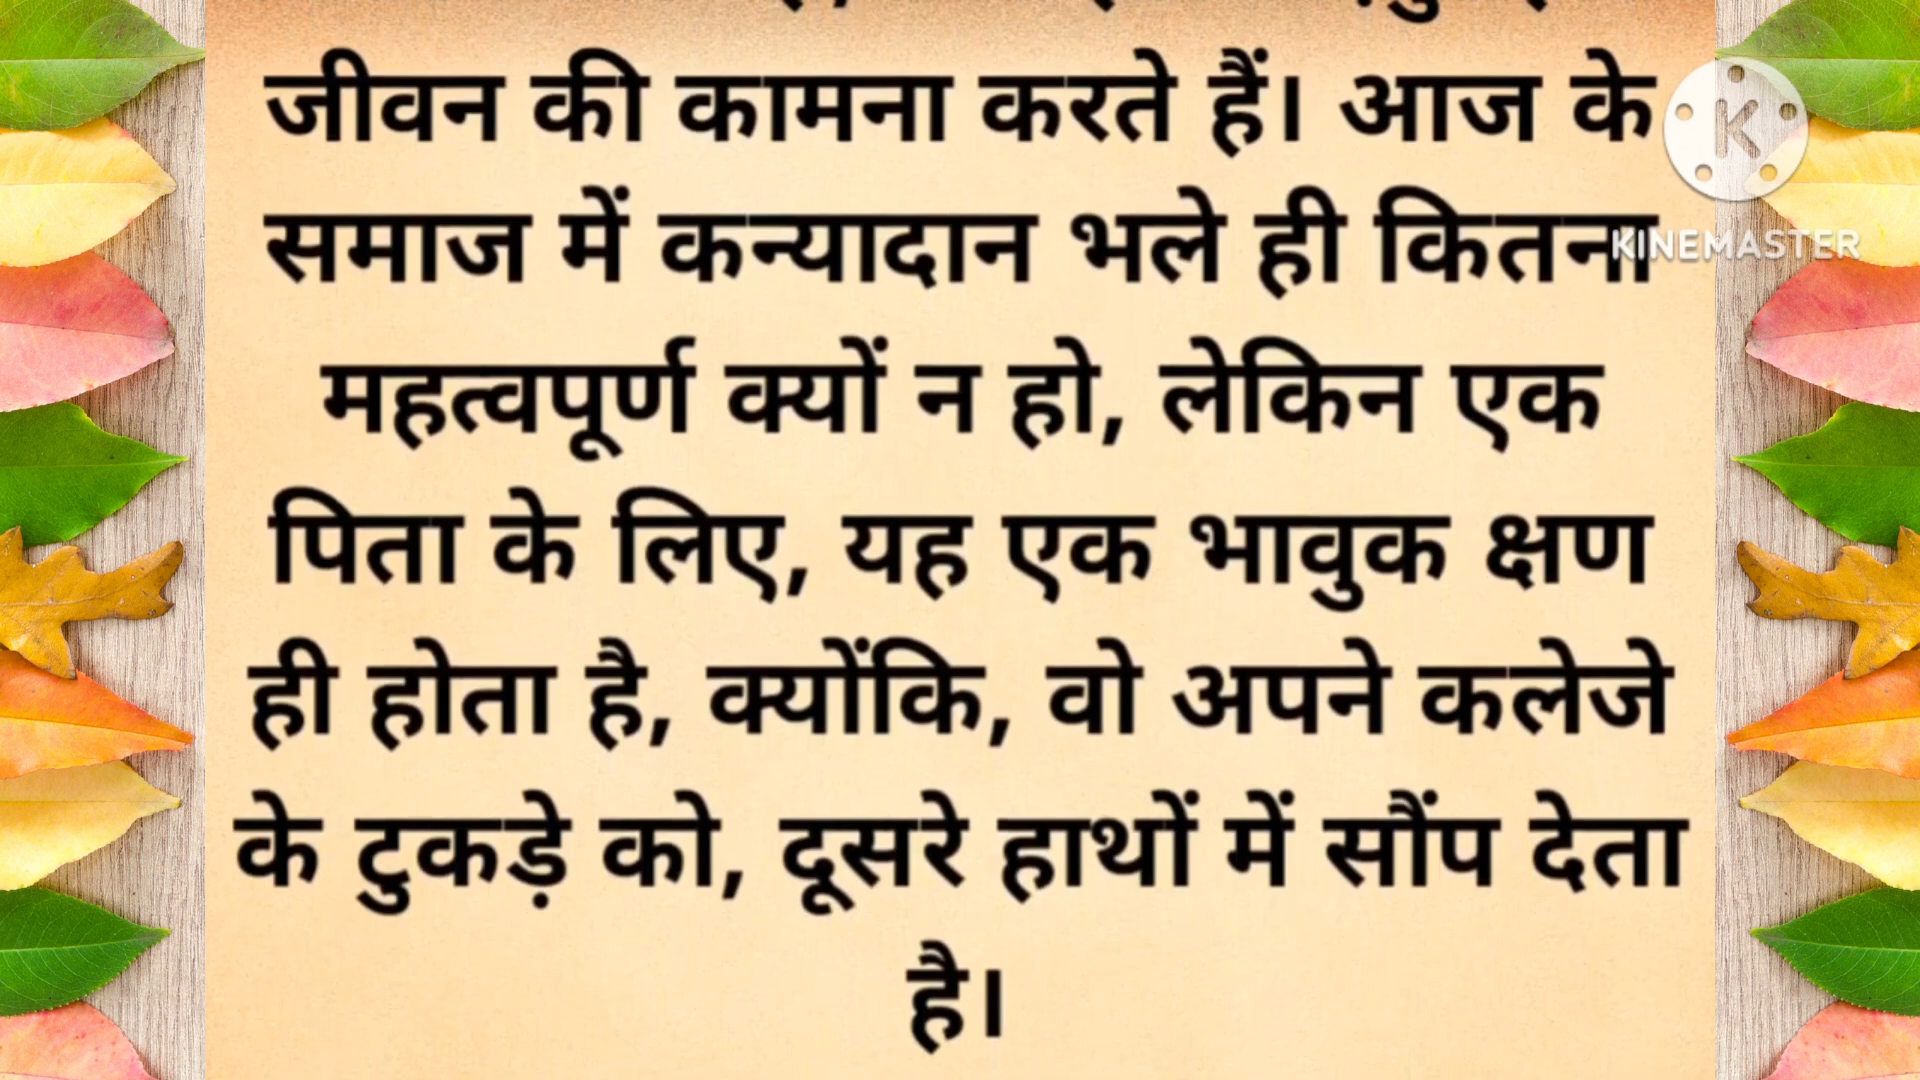 जीवन की कामना करते हैं। आज के
समाज में कन्यादान भले ही कितना
महत्वपूर्ण क्यों न हो, लेकिन एक
पिता के लिए, यह एक भावुक क्षण
ही होता है, क्योंकि, वो अपने कलेजे
के टुकड़े को, दूसरे हाथों में सौंप देता
है।
K
KINEMASTER